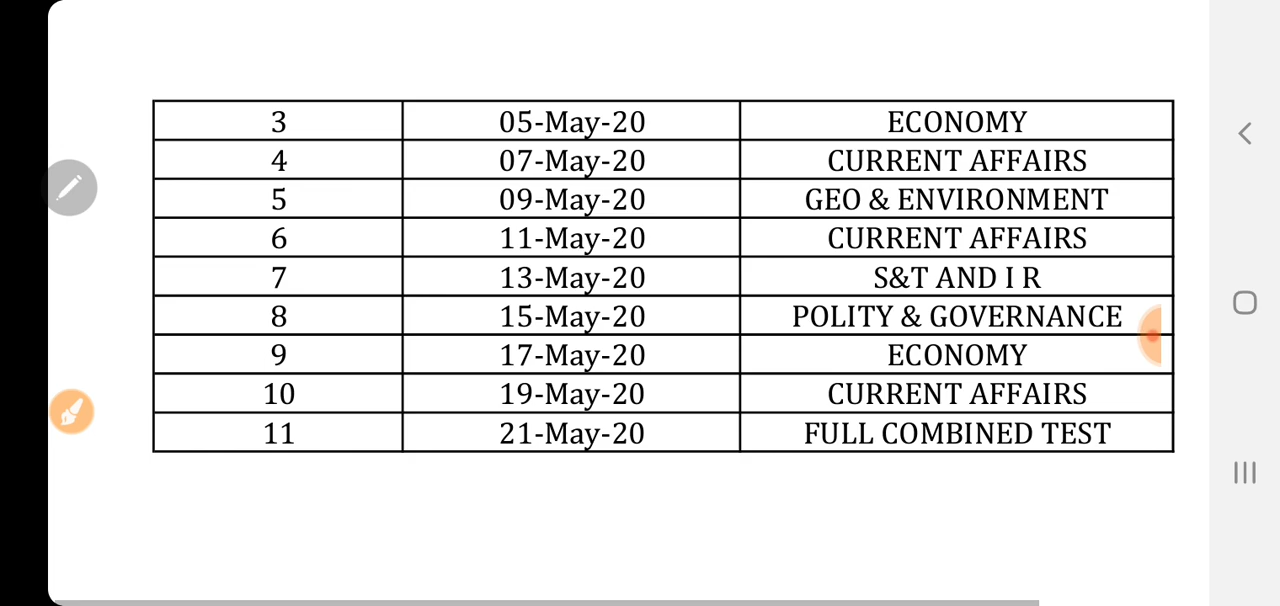 3 05-May-20 ECONOMY
4 07-May-20 CURRENT AFFAIRS
5 09-May-20 GEO & ENVIRONMENT
6 11-May-20 CURRENT AFFAIRS
7 13-May-20 S&T AND I R
8 15-May-20 POLITY & GOVERNANCE
9 17-May-20 ECONOMY
10 19-May-20 CURRENT AFFAIRS
11 21-May-20 FULL COMBINED TEST